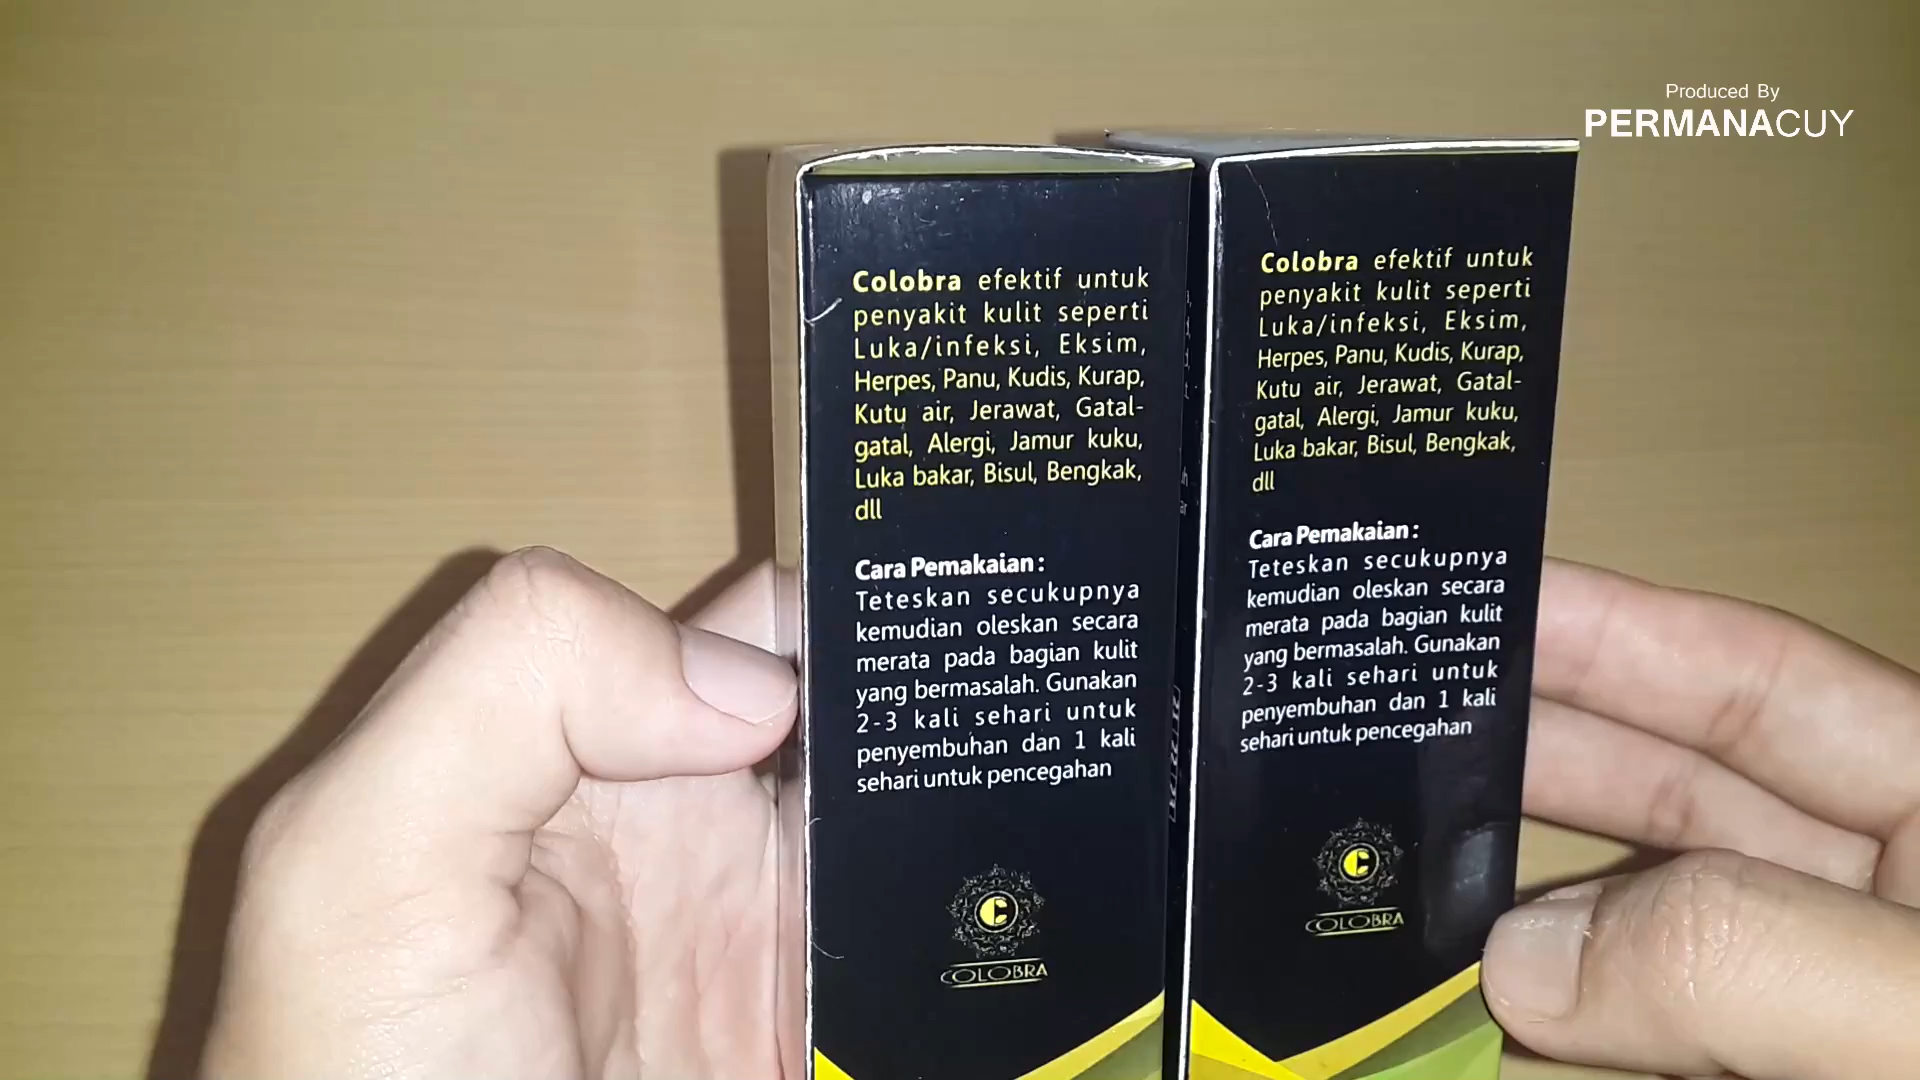 Produced By
PERMANACUY
Colobra efektif untuk
penyakit kulit seperti
Luka/infeksi, Eksim,
Herpes, Panu, Kudis, Kurap,
Kutu air, Jerawat, Gatal-
gatal, Alergi, Jamur kuku,
Luka bakar, Bisul, Bengkak,
dll
Cara Pemakaian :
Teteskan secukupnya
kemudian oleskan secara
merata pada bagian kulit
yang bermasalah. Gunakan
2-3 kali sehari untuk
penyembuhan dan 1 kali
sehari untuk pencegahan
COLOBRA
Colobra efektif untuk
penyakit kulit seperti
Luka/infeksi, Eksim,
Herpes, Panu, Kudis, Kurap,
Kutu air, Jerawat, Gatal-
gatal, Alergi, Jamur kuku,
Luka bakar, Bisul, Bengkak,
dll
Cara Pemakaian :
Teteskan secukupnya
kemudian oleskan secara
merata pada bagian kulit
yang bermasalah. Gunakan
2-3 kali sehari untuk
penyembuhan dan 1 kali
sehari untuk pencegahan
COLOBRA